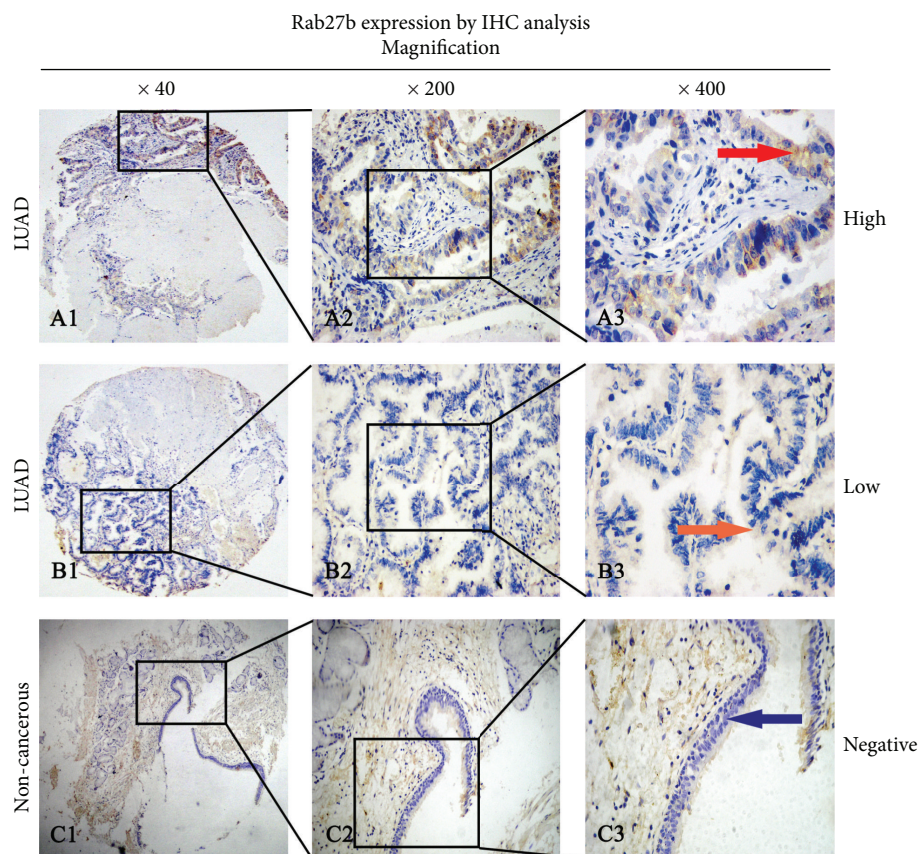 Rab27b expression by IHC analysis
Magnification
× 40
× 200
× 400
LUAD
A1
A2
A3
High
LUAD
B1
B2
B3
Low
Non-cancerous
C1
C2
C3
Negative